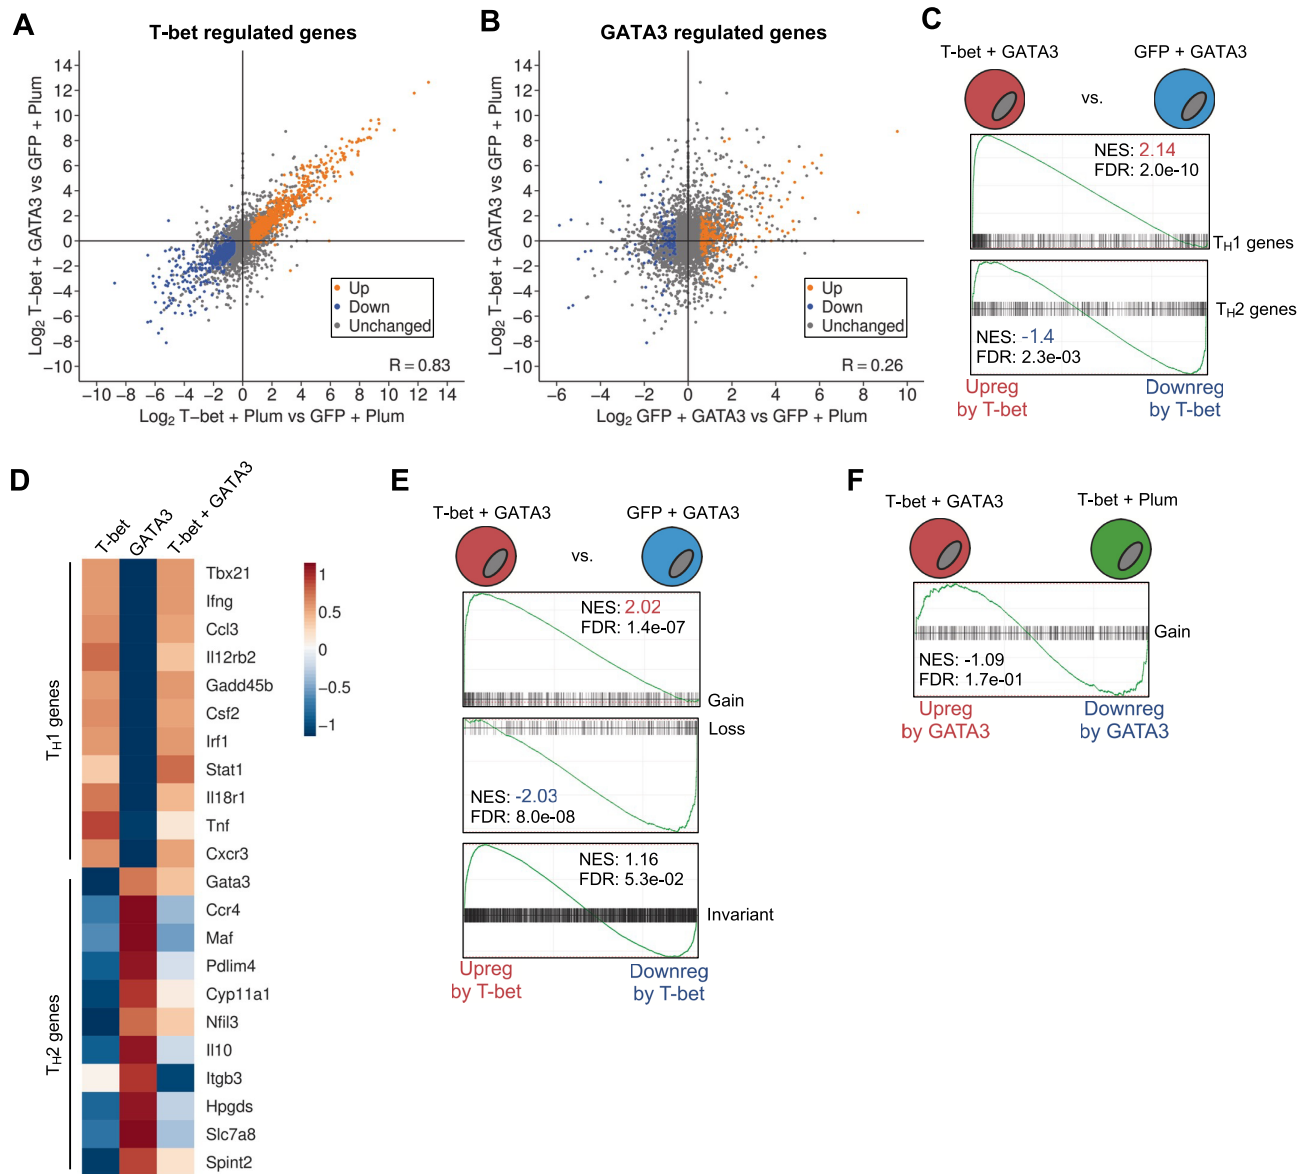 A
T-bet regulated genes
Log2 T−bet + GATA3 vs GFP + Plum
14
12
10
8
6
4
2
0
−2
−4
−6
−8
−10
Up
Down
Unchanged
R = 0.83
−10 −8 −6 −4 −2 0 2 4 6 8 10 12 14
Log2 T−bet + Plum vs GFP + Plum
B
GATA3 regulated genes
Log2 T−bet + GATA3 vs GFP + Plum
14
12
10
8
6
4
2
0
−2
−4
−6
−8
−10
Up
Down
Unchanged
R = 0.26
−6 −4 −2 0 2 4 6 8 10
Log2 GFP + GATA3 vs GFP + Plum
C
T-bet + GATA3
GFP + GATA3
vs.
NES: 2.14
FDR: 2.0e-10
TH1 genes
TH2 genes
NES: -1.4
FDR: 2.3e-03
Upreg
by T-bet
Downreg
by T-bet
D
T-bet
GATA3
T-bet + GATA3
TH1 genes
TH2 genes
Tbx21
Ifng
Ccl3
Il12rb2
Gadd45b
Csf2
Irf1
Stat1
Il18r1
Tnf
Cxcr3
Gata3
Ccr4
Maf
Pdlim4
Cyp11a1
Nfil3
Il10
Itgb3
Hpgds
Slc7a8
Spint2
1
0.5
0
−0.5
−1
E
T-bet + GATA3
GFP + GATA3
vs.
NES: 2.02
FDR: 1.4e-07
Gain
Loss
NES: -2.03
FDR: 8.0e-08
NES: 1.16
FDR: 5.3e-02
Invariant
Upreg
by T-bet
Downreg
by T-bet
F
T-bet + GATA3
T-bet + Plum
Gain
NES: -1.09
FDR: 1.7e-01
Upreg
by GATA3
Downreg
by GATA3